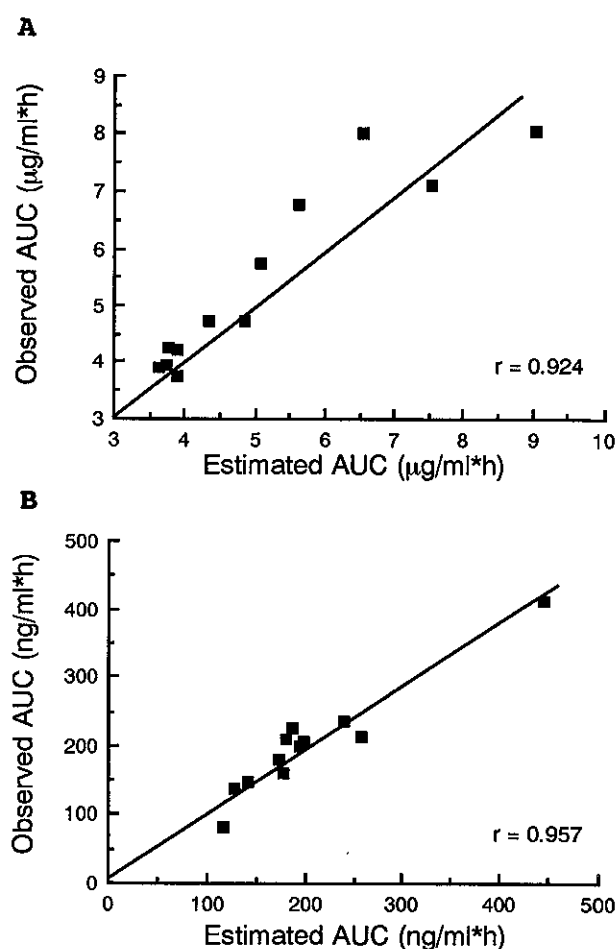 A
9
8
7
6
5
4
3
Observed AUC (µg/ml*h)
r = 0.924
3 4 5 6 7 8 9 10
Estimated AUC (µg/ml*h)
B
500
400
300
200
100
0
Observed AUC (ng/ml*h)
r = 0.957
0 100 200 300 400 500
Estimated AUC (ng/ml*h)